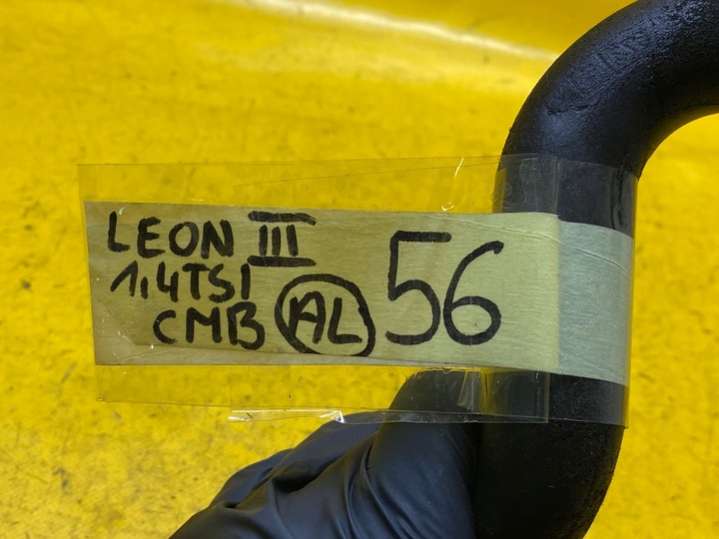 LEON III
1,4TSI
CMB AL 56